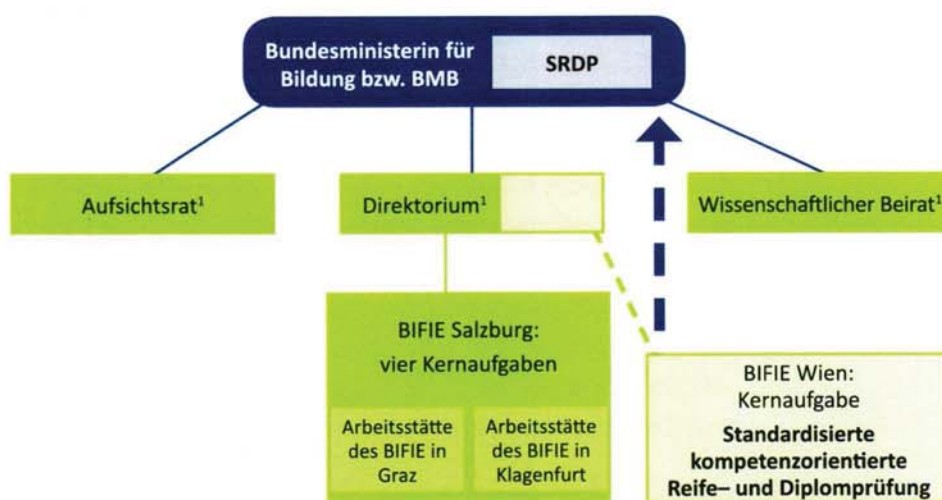 Bundesministerin für
Bildung bzw. BMB
SRDP
Aufsichtsrat¹
Direktorium¹
Wissenschaftlicher Beirat¹
BIFIE Salzburg:
vier Kernaufgaben
Arbeitsstätte
des BIFIE in
Graz
Arbeitsstätte
des BIFIE in
Klagenfurt
BIFIE Wien:
Kernaufgabe
Standardisierte
kompetenzorientierte
Reife– und Diplomprüfung